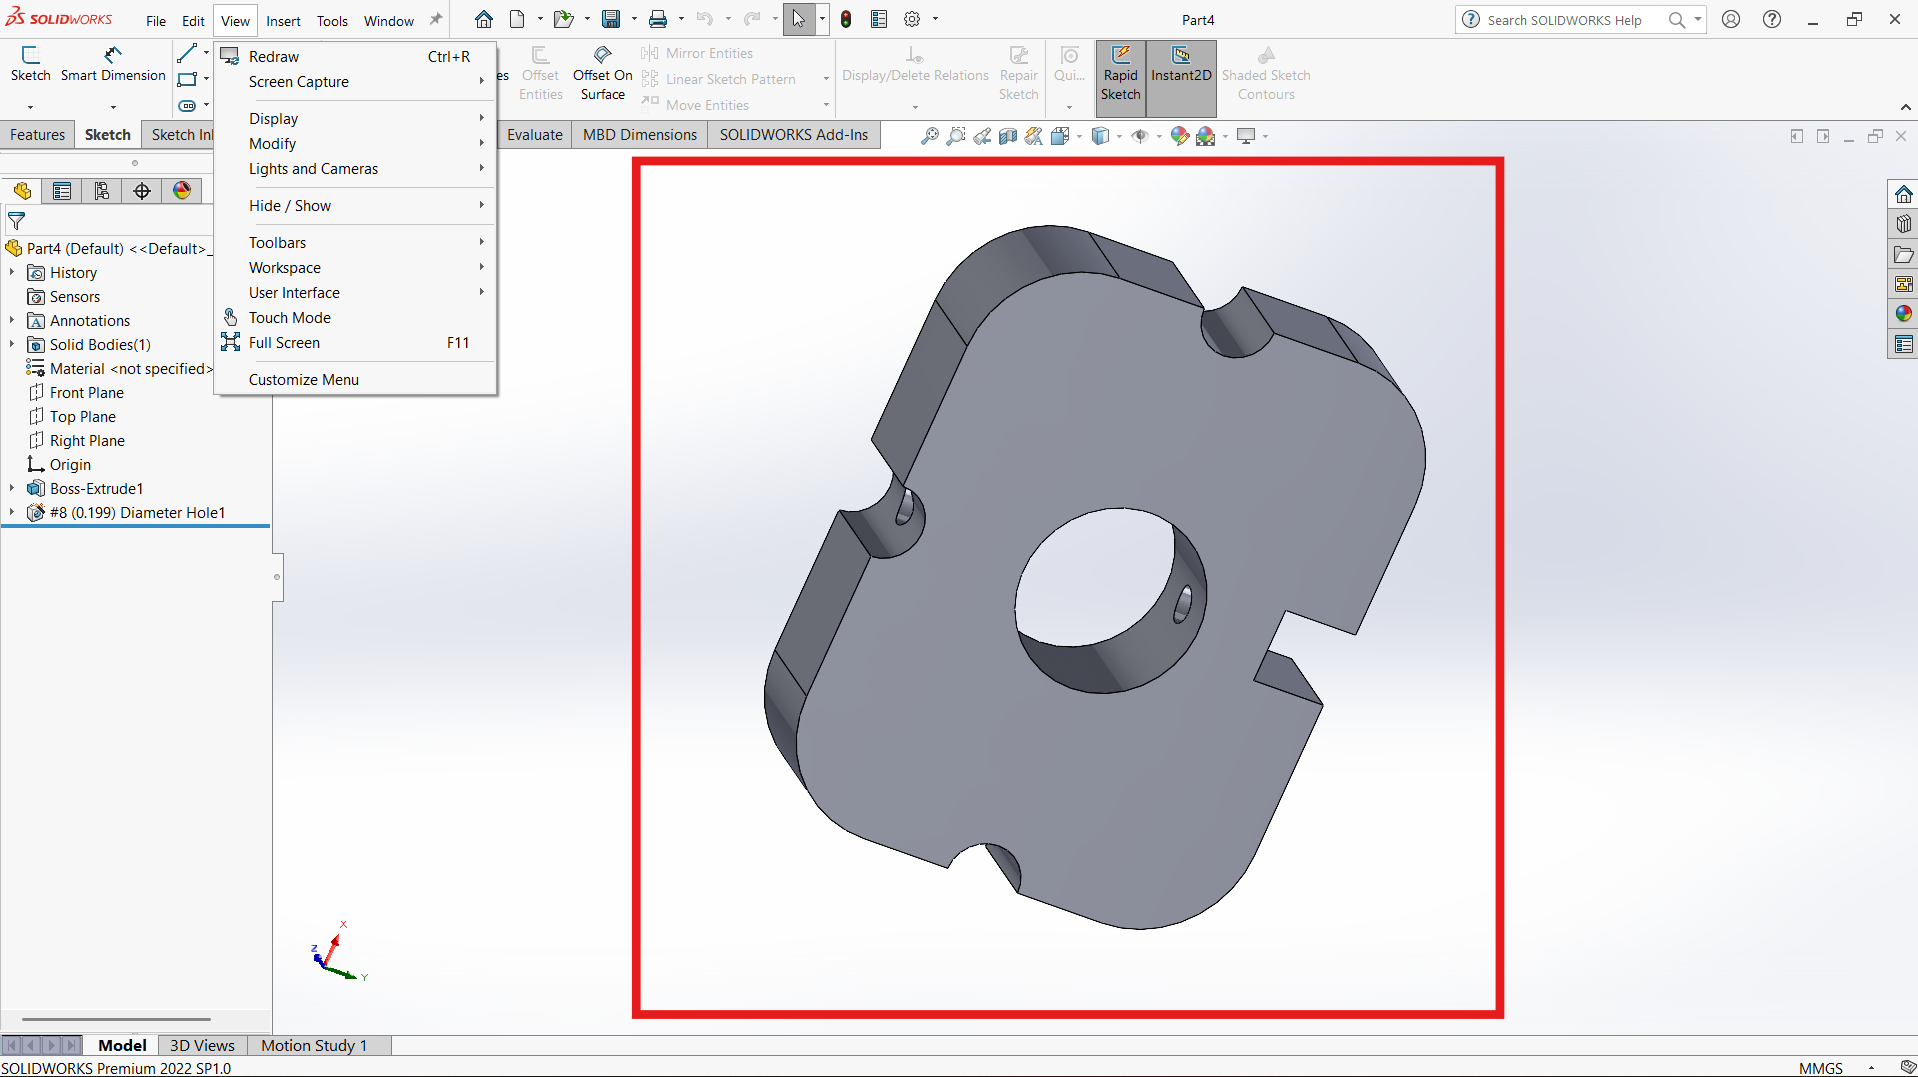 SOLIDWORKS File Edit View Insert Tools Window Part4 Search SOLIDWORKS Help
Sketch Smart Dimension es Offset Entities Offset On Surface Mirror Entities Linear Sketch Pattern Move Entities Display/Delete Relations Repair Sketch Qui... Rapid Sketch Instant2D Shaded Sketch Contours
Features Sketch Sketch Ink Evaluate MBD Dimensions SOLIDWORKS Add-Ins
Redraw Ctrl+R
Screen Capture
Display
Modify
Lights and Cameras
Hide / Show
Toolbars
Workspace
User Interface
Touch Mode
Full Screen F11
Customize Menu
Part4 (Default) <<Default>_
History
Sensors
Annotations
Solid Bodies(1)
Material <not specified>
Front Plane
Top Plane
Right Plane
Origin
Boss-Extrude1
#8 (0.199) Diameter Hole1
X
Z
Y
Model 3D Views Motion Study 1
SOLIDWORKS Premium 2022 SP1.0 MMGS